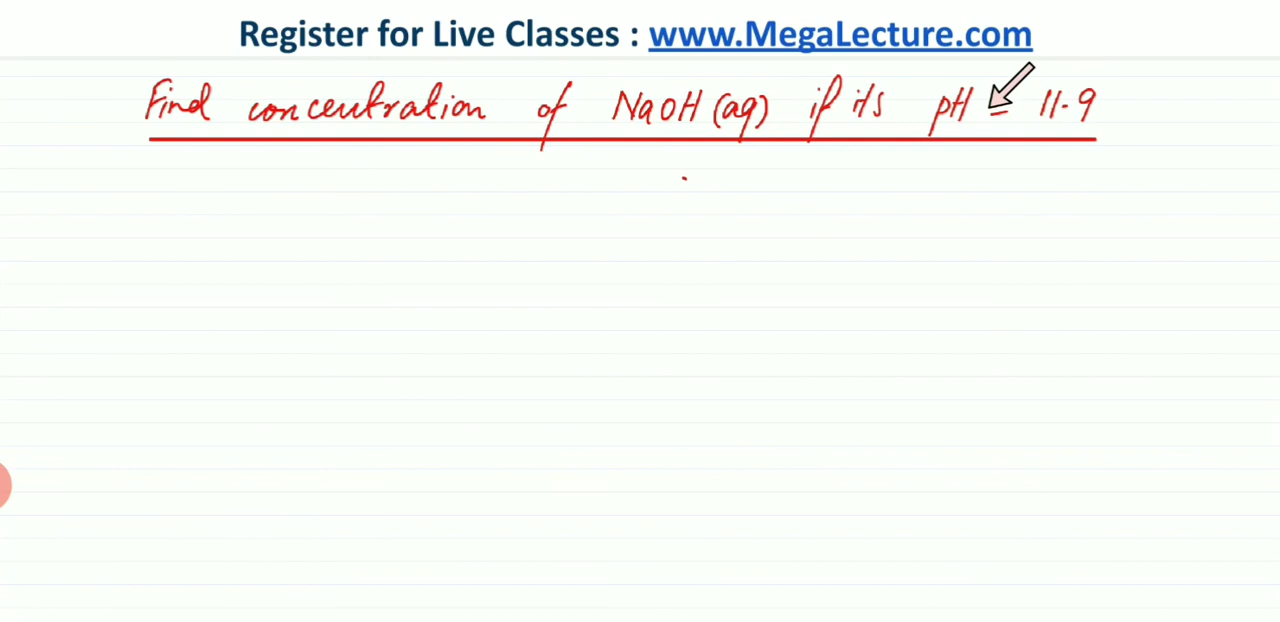 Register for Live Classes : www.MegaLecture.com
Find concentration of NaOH (aq) if its pH = 11.9